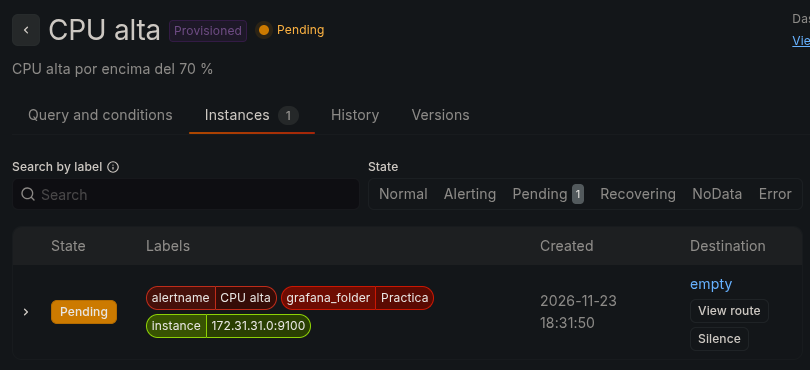 CPU alta Provisioned Pending
CPU alta por encima del 70 %
Query and conditions Instances 1 History Versions
Search by label State
Search Normal Alerting Pending 1 Recovering NoData Error
State Labels Created Destination
Pending alertname CPU alta grafana_folder Practica
instance 172.31.31.0:9100
2026-11-23
18:31:50
empty
View route
Silence